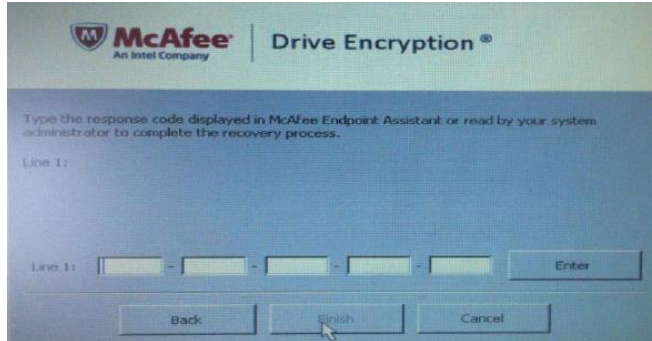 McAfee®
An Intel Company
Drive Encryption ®
Type the response code displayed in McAfee Endpoint Assistant or read by your system
administrator to complete the recovery process.
Line 1:
Line 1: - - - - Enter
Back Finish Cancel